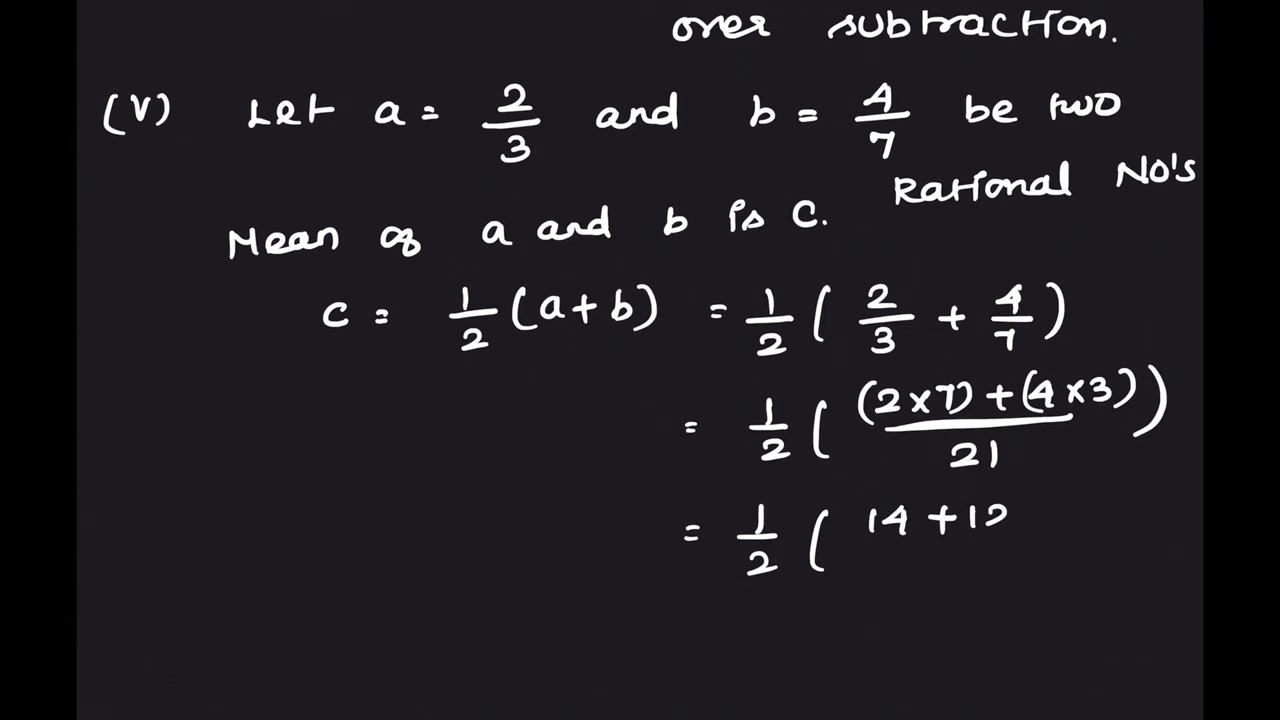 over subtraction.
(V) Let a = 2/3 and b = 4/7 be two
Rational NO's
Mean of a and b is C.
C = 1/2 (a + b) = 1/2 ( 2/3 + 4/7 )
= 1/2 ( (2 × 7) + (4 × 3) / 21 )
= 1/2 ( 14 + 12